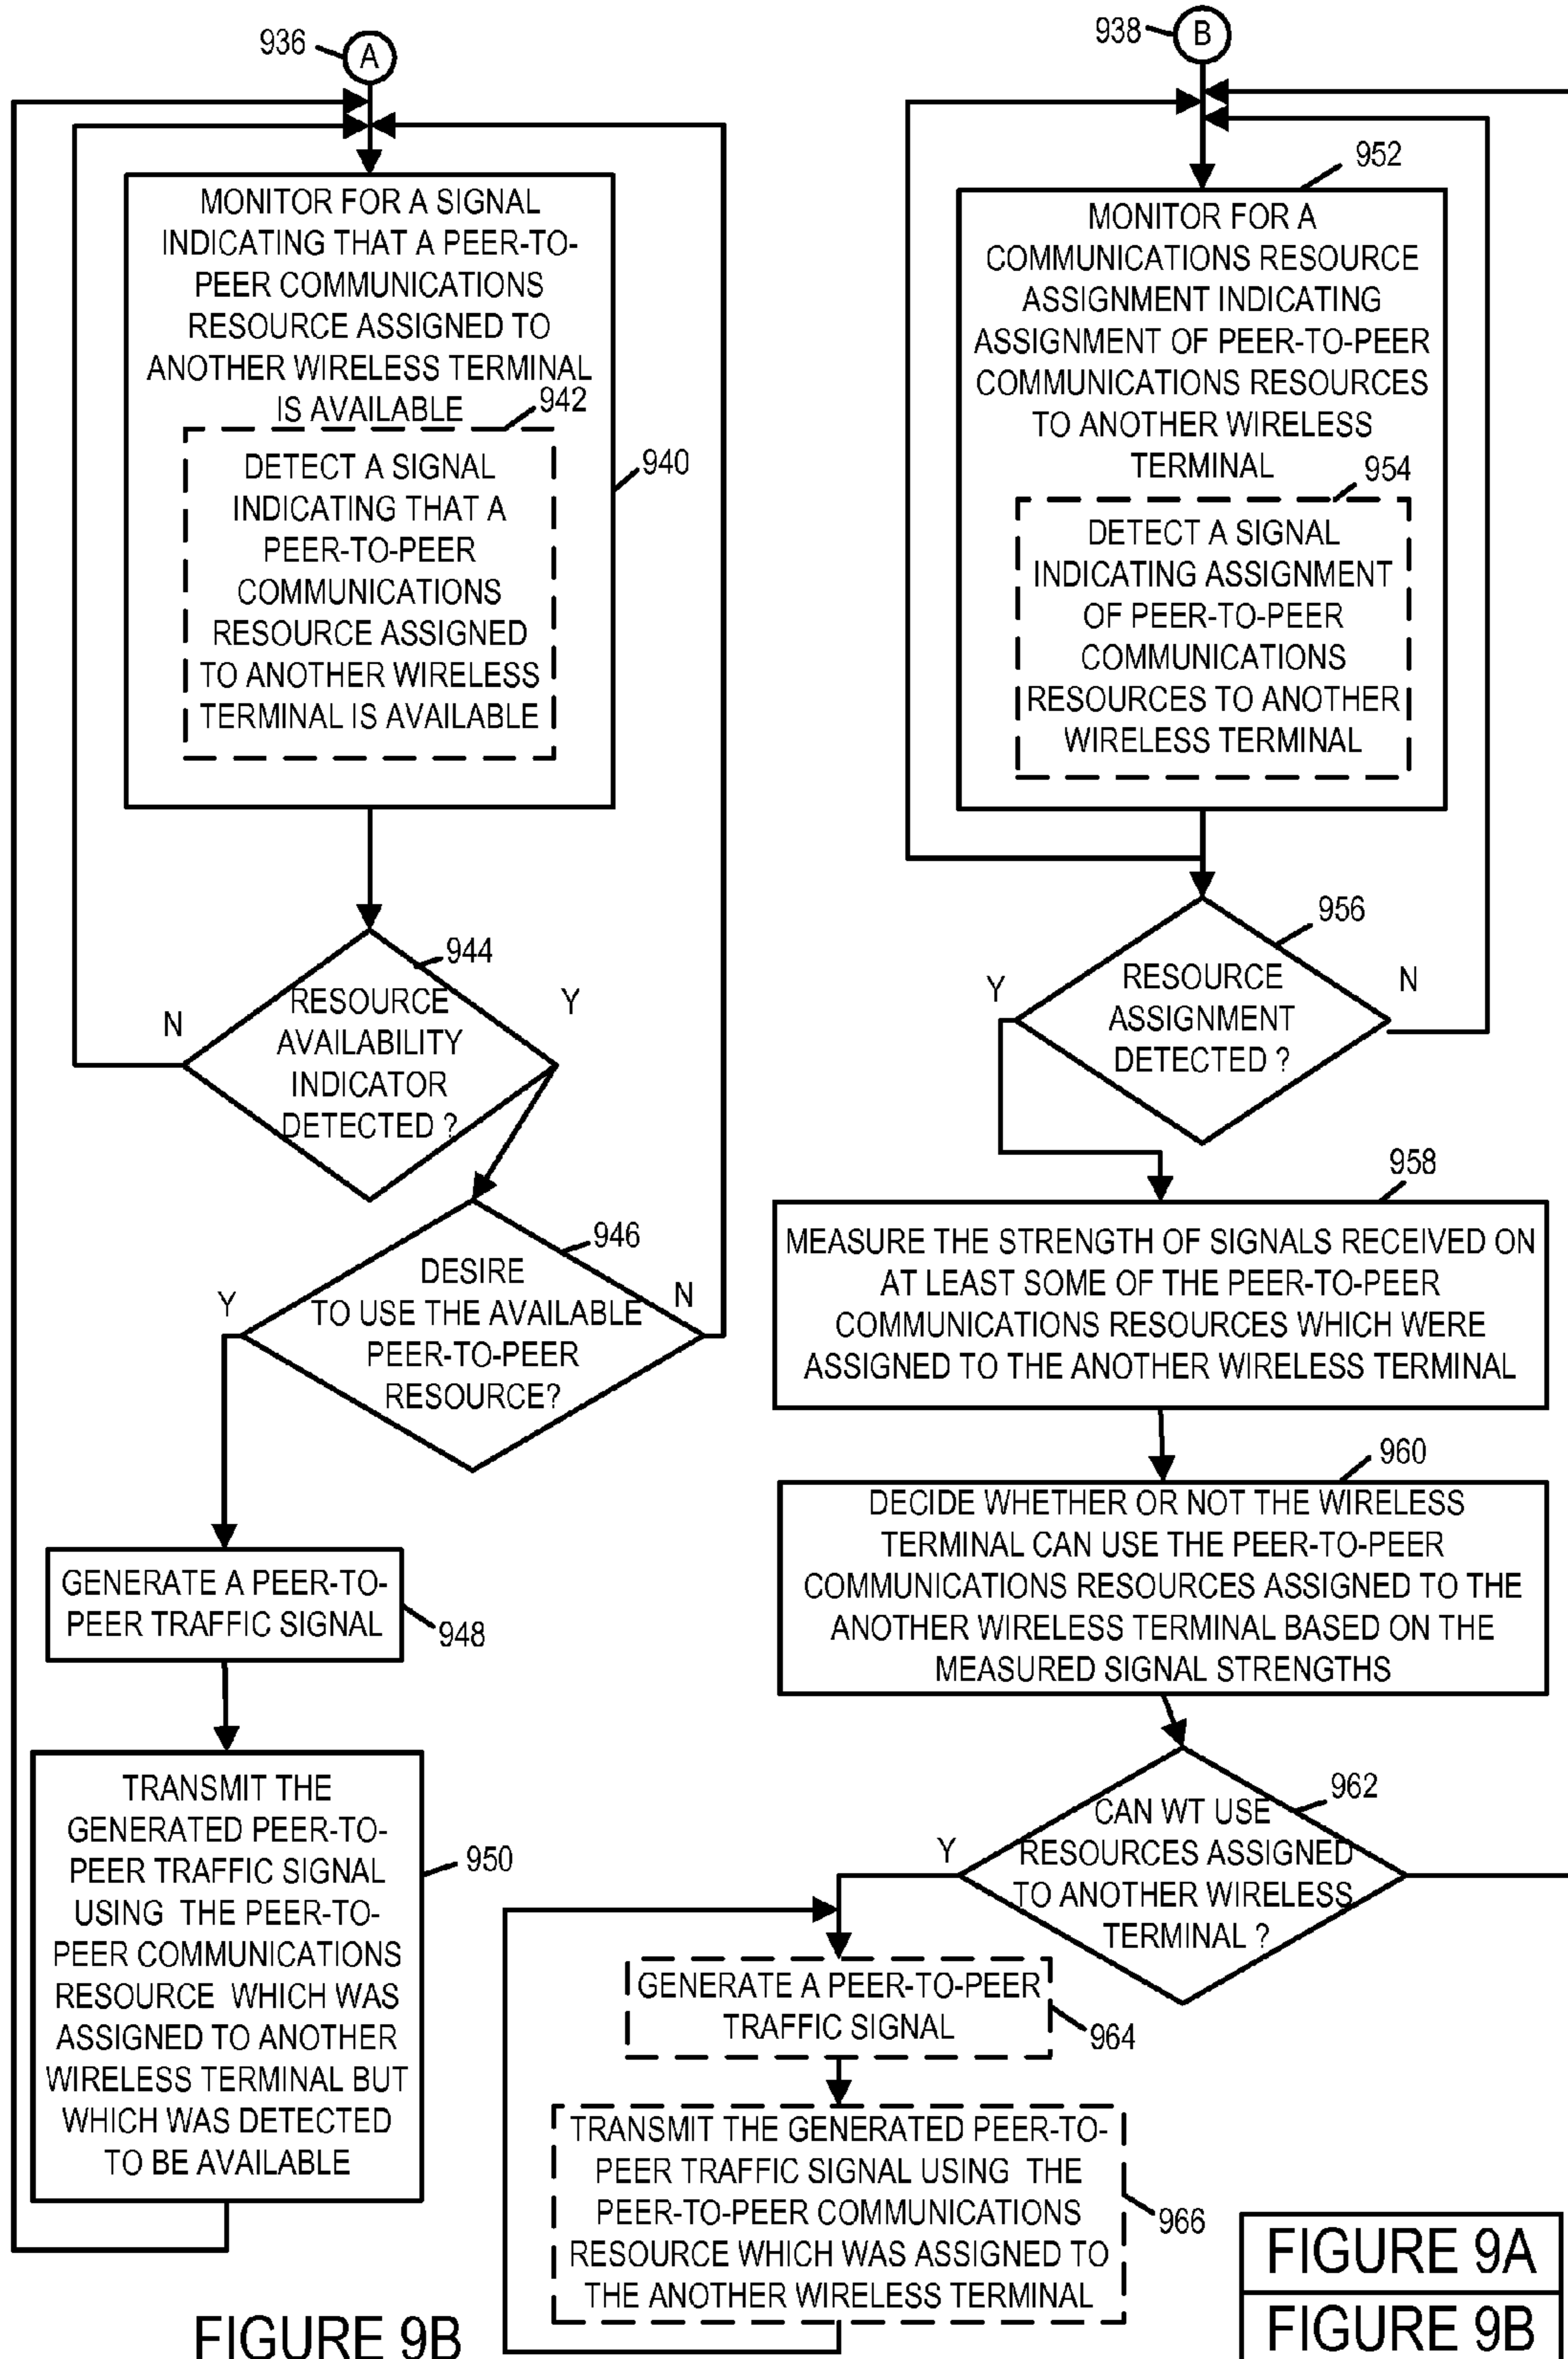 936
A
MONITOR FOR A SIGNAL
INDICATING THAT A PEER-TO-
PEER COMMUNICATIONS
RESOURCE ASSIGNED TO
ANOTHER WIRELESS TERMINAL
IS AVAILABLE
942
DETECT A SIGNAL
INDICATING THAT A
PEER-TO-PEER
COMMUNICATIONS
RESOURCE ASSIGNED
TO ANOTHER WIRELESS
TERMINAL IS AVAILABLE
940
944
RESOURCE
AVAILABILITY
INDICATOR
DETECTED ?
N
Y
946
DESIRE
TO USE THE AVAILABLE
PEER-TO-PEER
RESOURCE?
Y
N
GENERATE A PEER-TO-
PEER TRAFFIC SIGNAL
948
TRANSMIT THE
GENERATED PEER-TO-
PEER TRAFFIC SIGNAL
USING THE PEER-TO-
PEER COMMUNICATIONS
RESOURCE WHICH WAS
ASSIGNED TO ANOTHER
WIRELESS TERMINAL BUT
WHICH WAS DETECTED
TO BE AVAILABLE
950
938
B
952
MONITOR FOR A
COMMUNICATIONS RESOURCE
ASSIGNMENT INDICATING
ASSIGNMENT OF PEER-TO-PEER
COMMUNICATIONS RESOURCES
TO ANOTHER WIRELESS
TERMINAL
954
DETECT A SIGNAL
INDICATING ASSIGNMENT
OF PEER-TO-PEER
COMMUNICATIONS
RESOURCES TO ANOTHER
WIRELESS TERMINAL
956
RESOURCE
ASSIGNMENT
DETECTED ?
Y
N
958
MEASURE THE STRENGTH OF SIGNALS RECEIVED ON
AT LEAST SOME OF THE PEER-TO-PEER
COMMUNICATIONS RESOURCES WHICH WERE
ASSIGNED TO THE ANOTHER WIRELESS TERMINAL
960
DECIDE WHETHER OR NOT THE WIRELESS
TERMINAL CAN USE THE PEER-TO-PEER
COMMUNICATIONS RESOURCES ASSIGNED TO THE
ANOTHER WIRELESS TERMINAL BASED ON THE
MEASURED SIGNAL STRENGTHS
962
CAN WT USE
RESOURCES ASSIGNED
TO ANOTHER WIRELESS
TERMINAL ?
Y
GENERATE A PEER-TO-PEER
TRAFFIC SIGNAL
964
TRANSMIT THE GENERATED PEER-TO-
PEER TRAFFIC SIGNAL USING THE
PEER-TO-PEER COMMUNICATIONS
RESOURCE WHICH WAS ASSIGNED TO
THE ANOTHER WIRELESS TERMINAL
966
FIGURE 9B
FIGURE 9A
FIGURE 9B